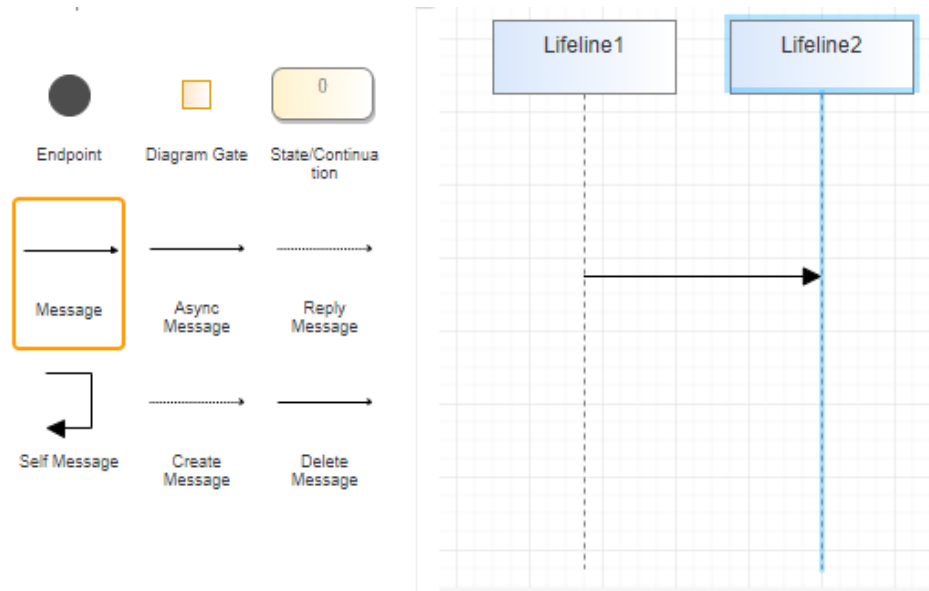 Lifeline1
Lifeline2
0
Endpoint
Diagram Gate
State/Continua
tion
Message
Async
Message
Reply
Message
Self Message
Create
Message
Delete
Message